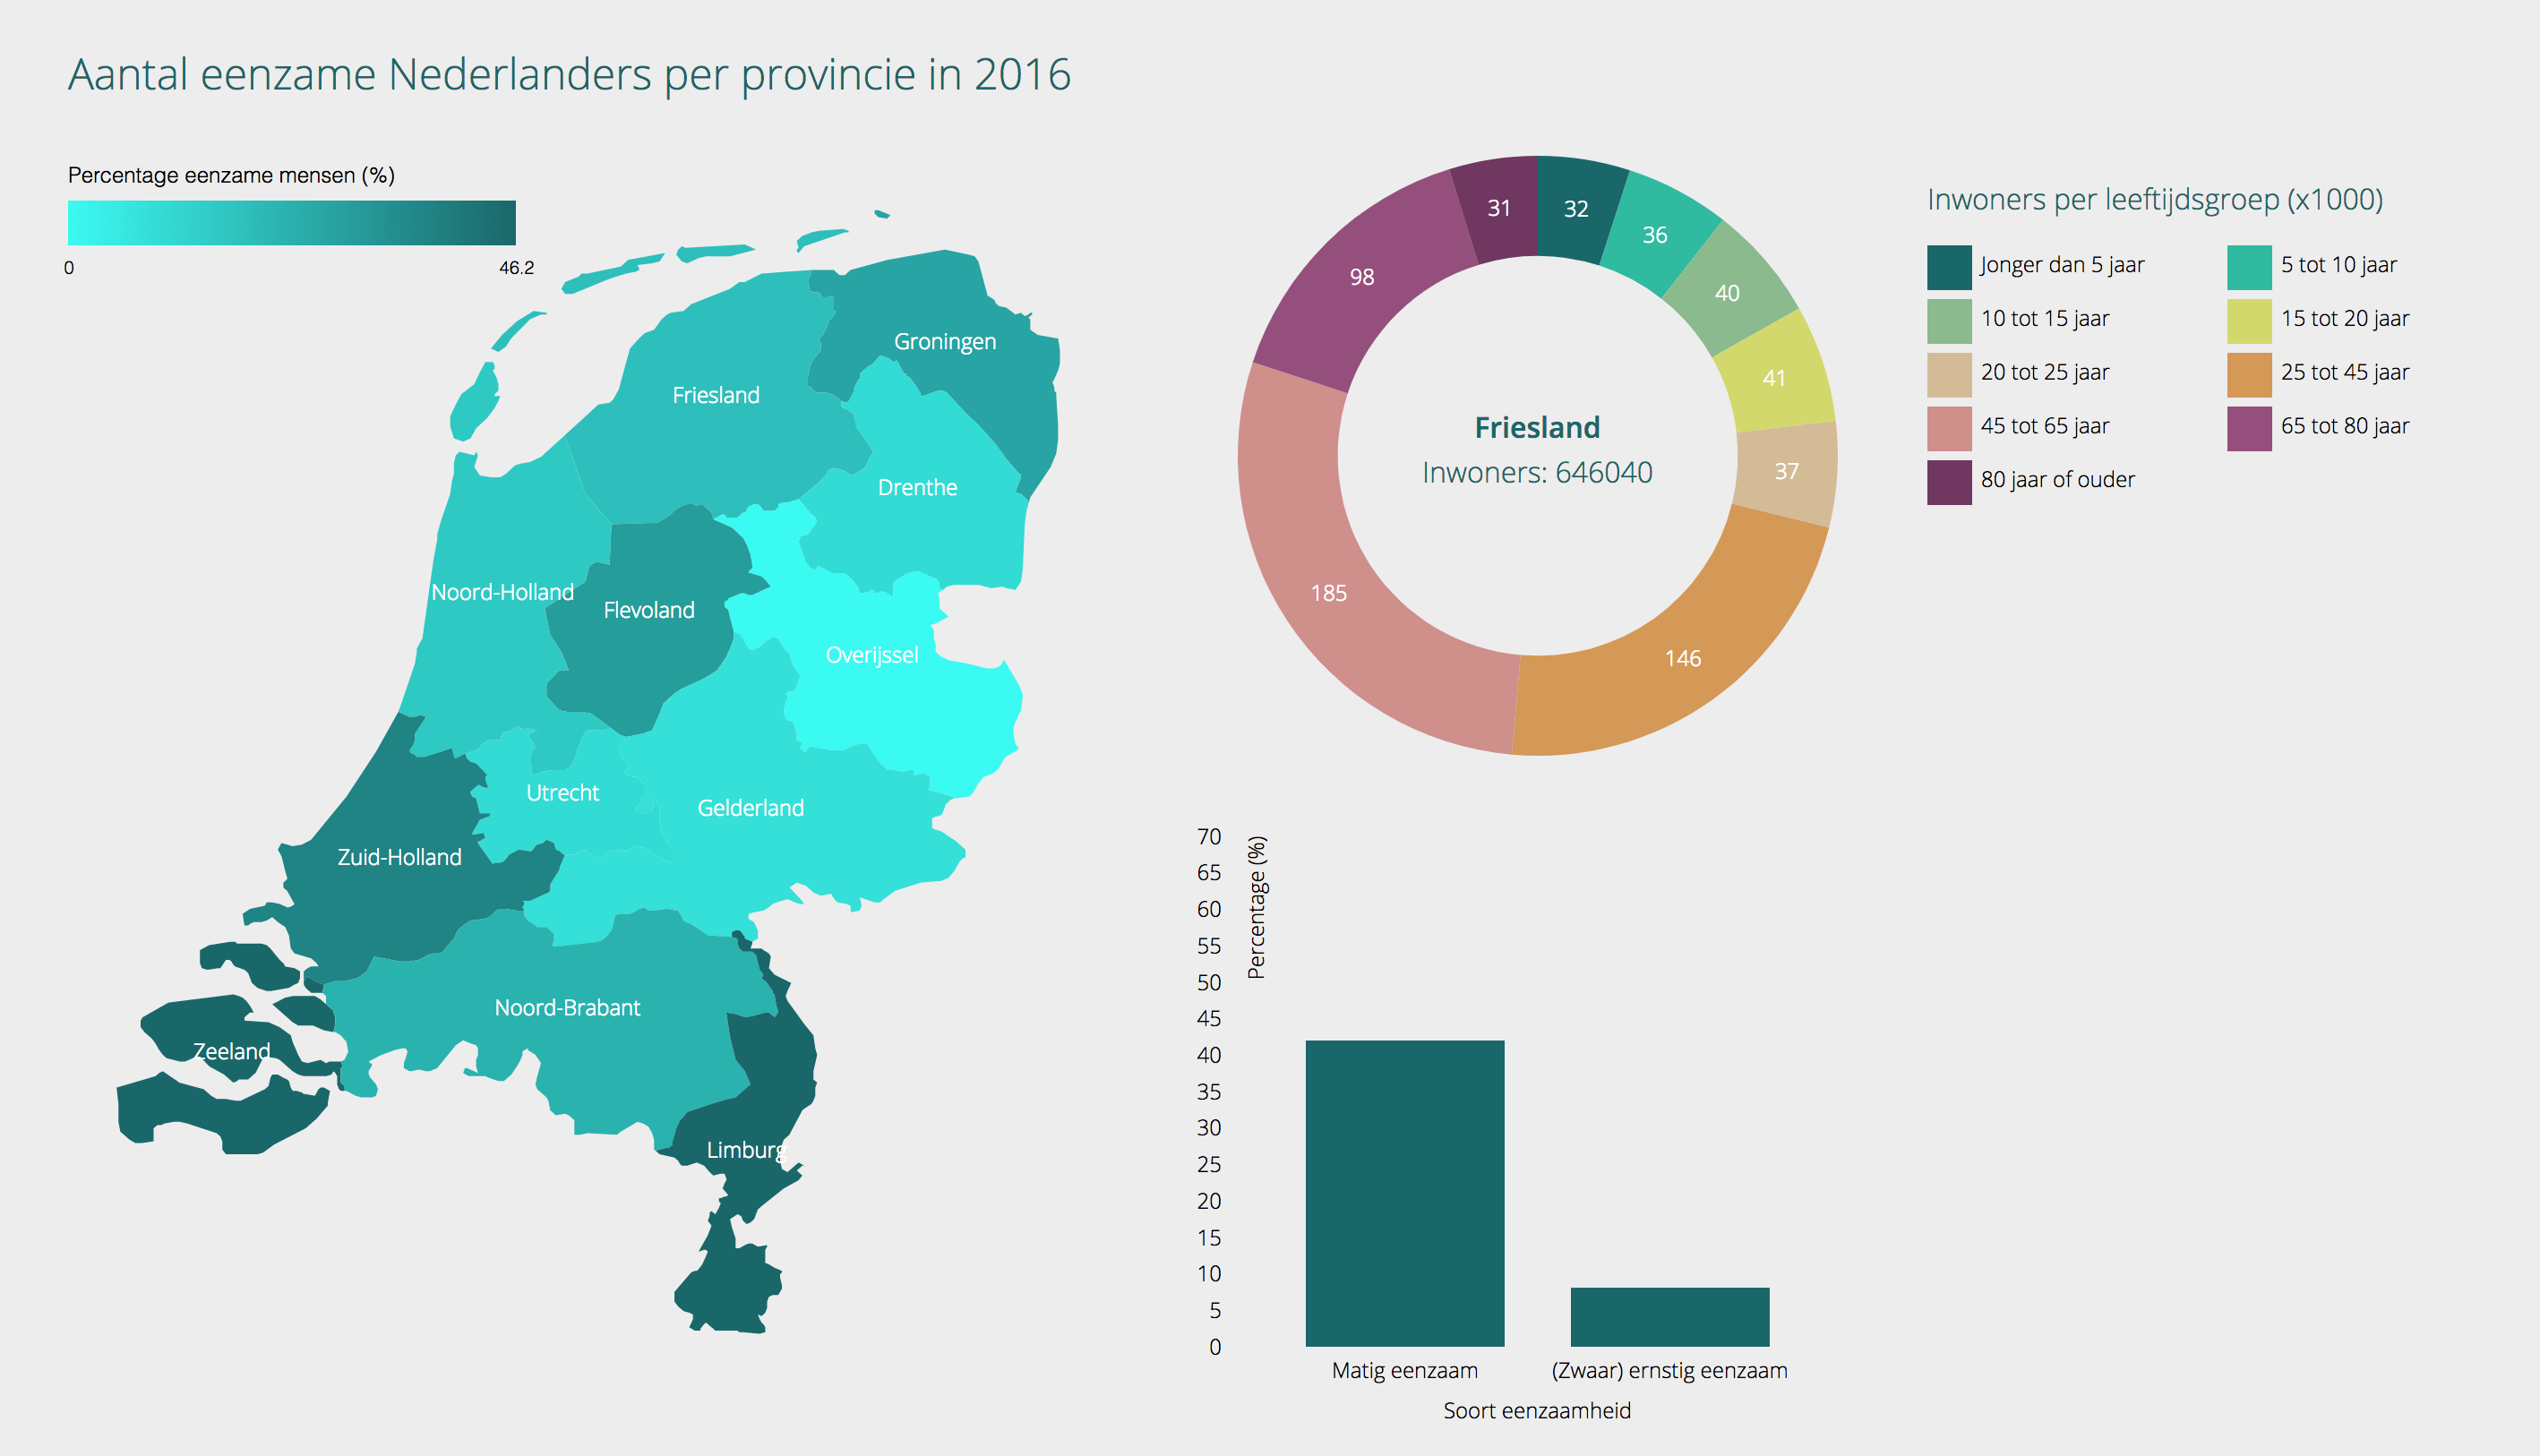 Aantal eenzame Nederlanders per provincie in 2016
Percentage eenzame mensen (%)
0 46.2
Groningen
Friesland
Drenthe
Noord-Holland
Flevoland
Overijssel
Utrecht
Gelderland
Zuid-Holland
Noord-Brabant
Zeeland
Limburg
31
32
36
98
40
41
37
185
146
Friesland
Inwoners: 646040
Inwoners per leeftijdsgroep (x1000)
Jonger dan 5 jaar 5 tot 10 jaar
10 tot 15 jaar 15 tot 20 jaar
20 tot 25 jaar 25 tot 45 jaar
45 tot 65 jaar 65 tot 80 jaar
80 jaar of ouder
Percentage (%)
70
65
60
55
50
45
40
35
30
25
20
15
10
5
0
Matig eenzaam (Zwaar) ernstig eenzaam
Soort eenzaamheid